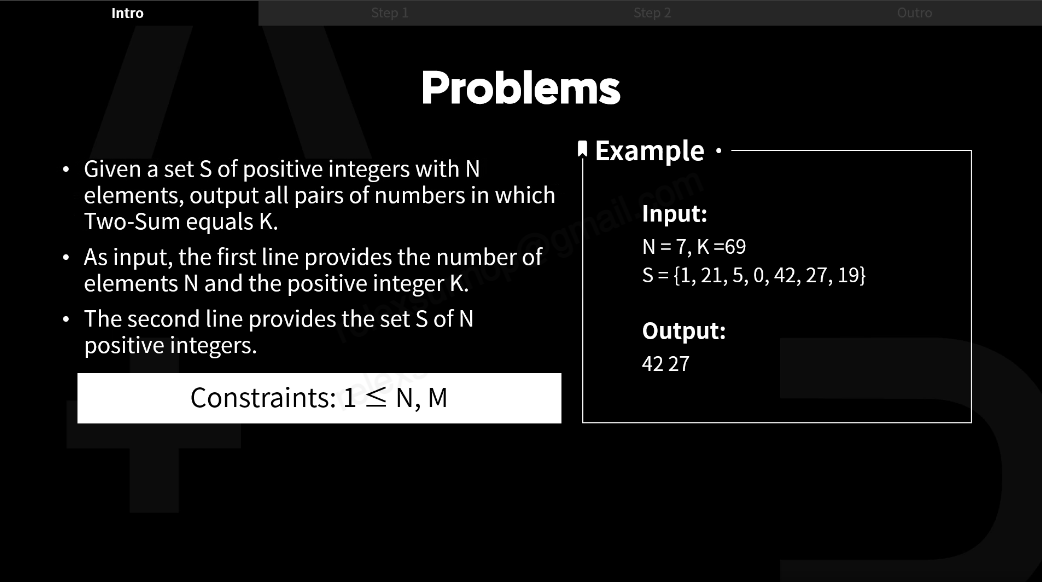 Intro
Step 1
Step 2
Outro
Problems
• Given a set S of positive integers with N
elements, output all pairs of numbers in which
Two-Sum equals K.
• As input, the first line provides the number of
elements N and the positive integer K.
• The second line provides the set S of N
positive integers.
Constraints: 1 ≤ N, M
Example
Input:
N = 7, K =69
S = {1, 21, 5, 0, 42, 27, 19}
Output:
42 27